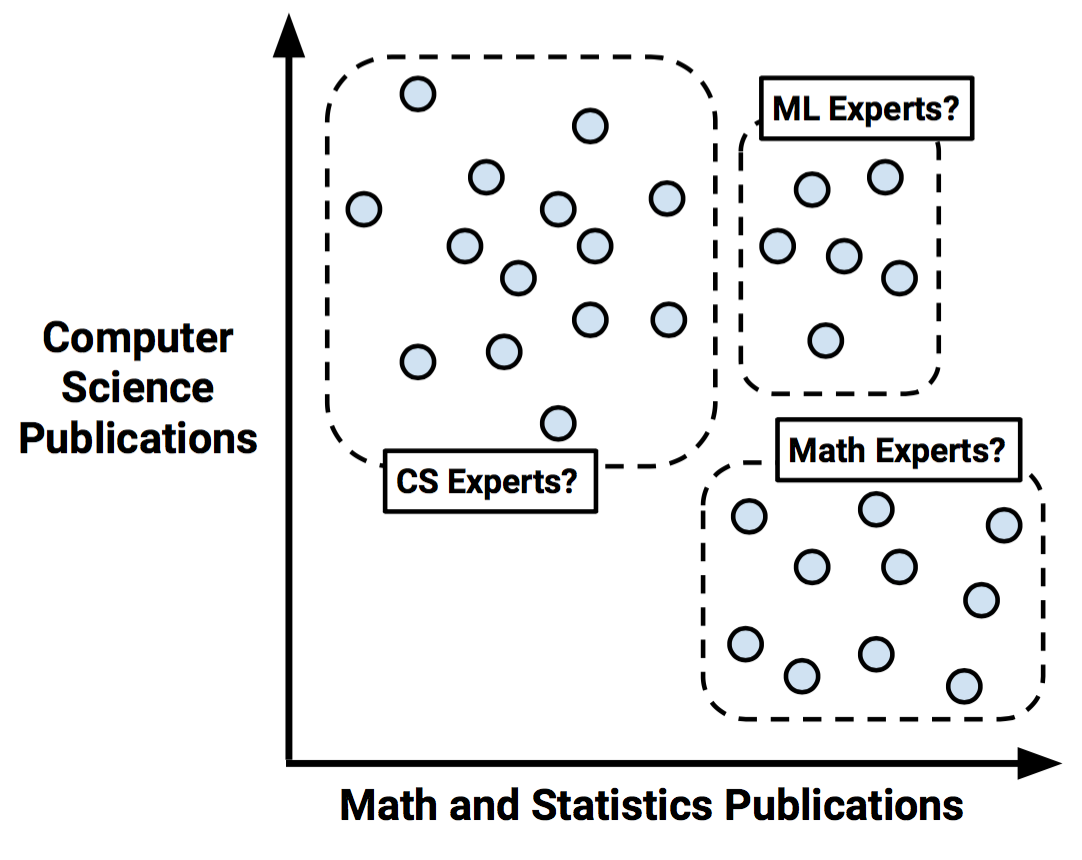 ML Experts?
Computer
Science
Publications
Math Experts?
CS Experts?
Math and Statistics Publications